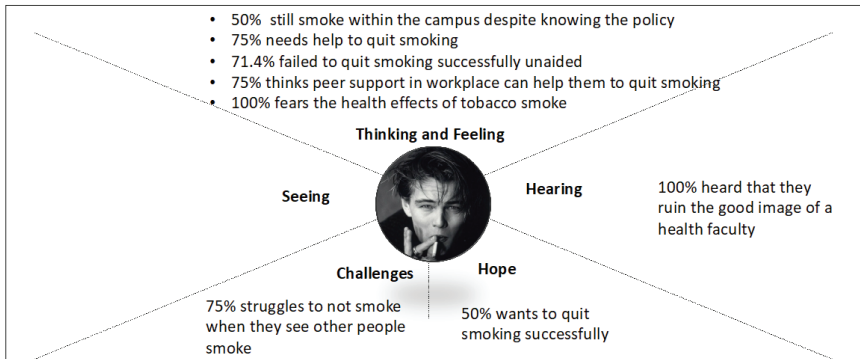 • 50% still smoke within the campus despite knowing the policy
• 75% needs help to quit smoking
• 71.4% failed to quit smoking successfully unaided
• 75% thinks peer support in workplace can help them to quit smoking
• 100% fears the health effects of tobacco smoke
Thinking and Feeling
Seeing
Hearing
100% heard that they
ruin the good image of a
health faculty
Challenges
Hope
75% struggles to not smoke
when they see other people
smoke
50% wants to quit
smoking successfully